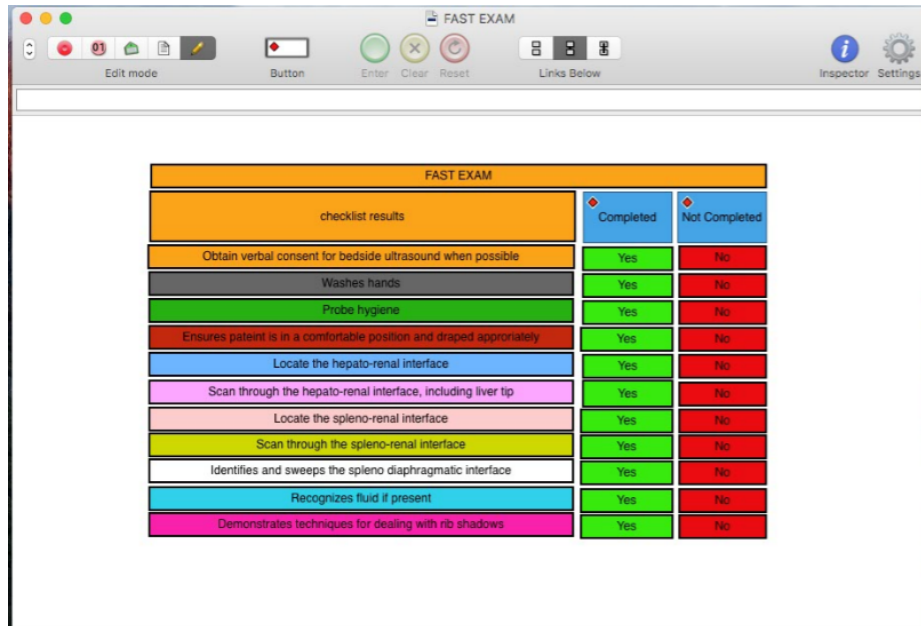 FAST EXAM
01
Edit mode
Button
Enter Clear Reset
Links Below
i
Inspector Settings
FAST EXAM
checklist results Completed Not Completed
Obtain verbal consent for bedside ultrasound when possible Yes No
Washes hands Yes No
Probe hygiene Yes No
Ensures pateint is in a comfortable position and draped approriately Yes No
Locate the hepato-renal interface Yes No
Scan through the hepato-renal interface, including liver tip Yes No
Locate the spleno-renal interface Yes No
Scan through the spleno-renal interface Yes No
Identifies and sweeps the spleno diaphragmatic interface Yes No
Recognizes fluid if present Yes No
Demonstrates techniques for dealing with rib shadows Yes No